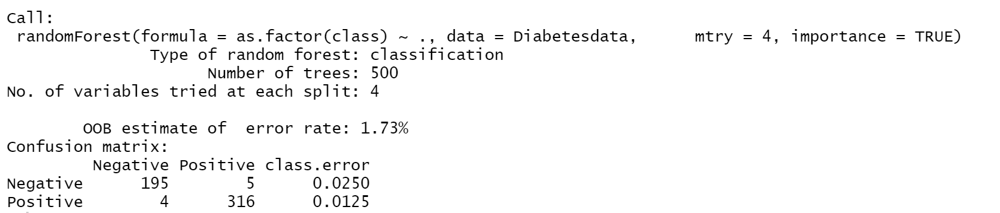 Call:
 randomForest(formula = as.factor(class) ~ ., data = Diabetesdata,      mtry = 4, importance = TRUE)
               Type of random forest: classification
                     Number of trees: 500
No. of variables tried at each split: 4
        OOB estimate of  error rate: 1.73%
Confusion matrix:
         Negative Positive class.error
Negative      195        5      0.0250
Positive        4      316      0.0125